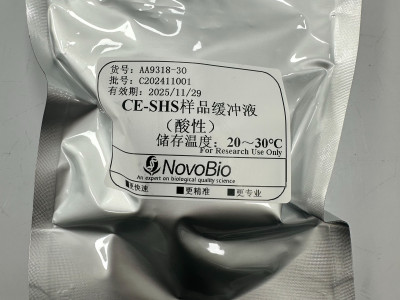 货号: AA9318-30
批号: C202411001
有效期: 2025/11/29
CE-SHS样品缓冲液
（酸性）
储存温度: 20～30℃
For Research Use Only
NovoBio
An expert on biological quality science
■更快速 ■更精准 ■更专业